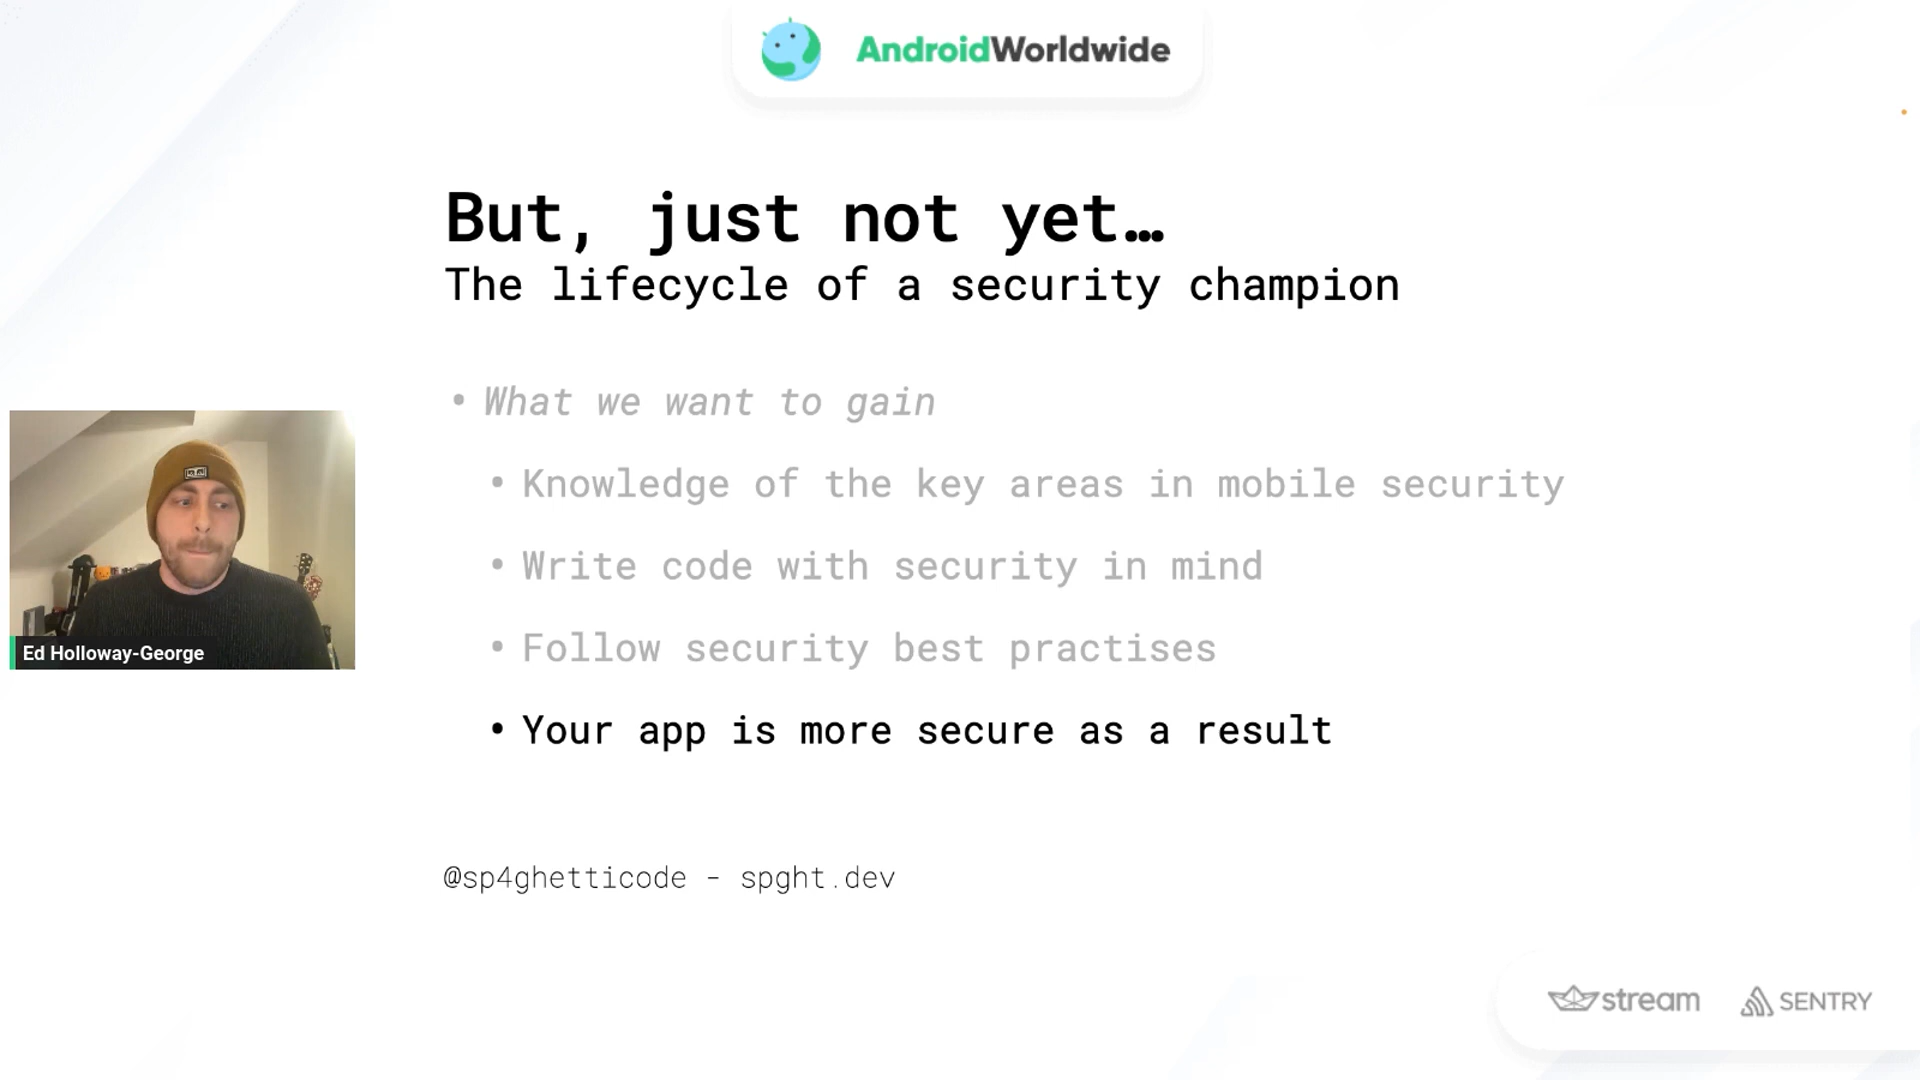 AndroidWorldwide
But, just not yet…
The lifecycle of a security champion
• What we want to gain
• Knowledge of the key areas in mobile security
• Write code with security in mind
• Follow security best practises
• Your app is more secure as a result
Ed Holloway-George
@sp4ghetticode - spght.dev
stream SENTRY